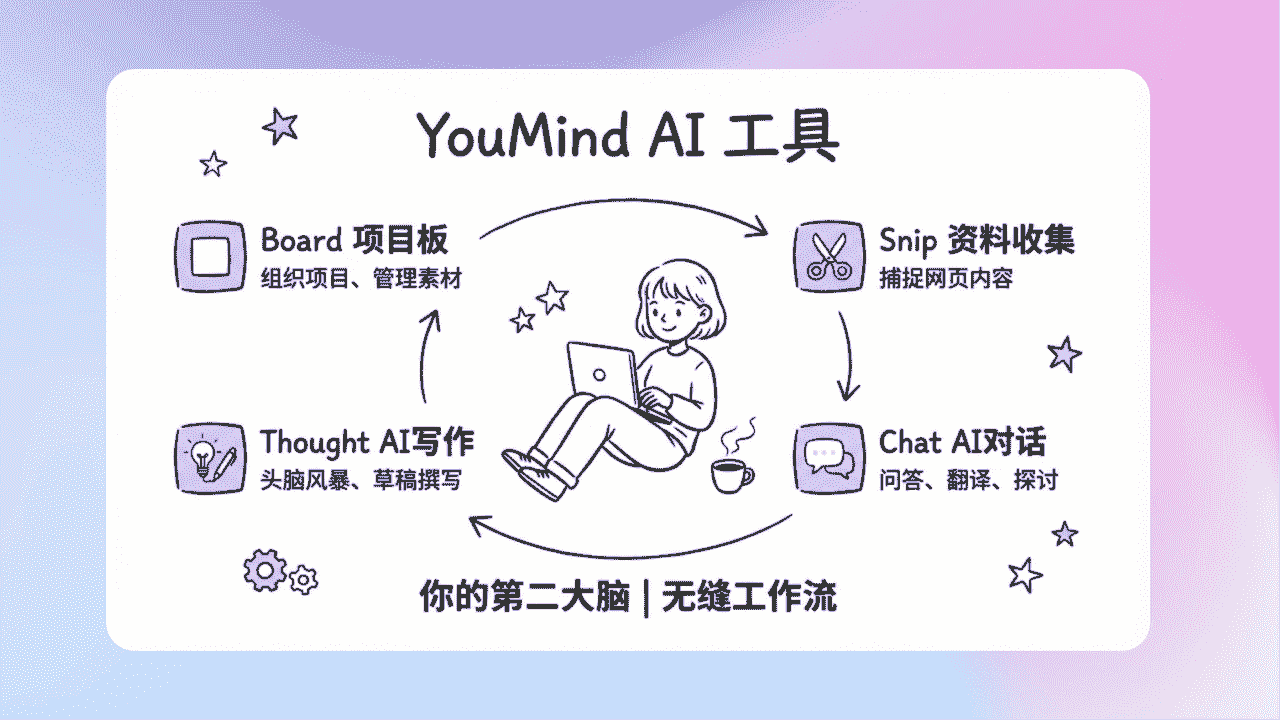 YouMind AI 工具
Board 项目板
组织项目、管理素材
Snip 资料收集
捕捉网页内容
Thought AI写作
头脑风暴、草稿撰写
Chat AI对话
问答、翻译、探讨
你的第二大脑 | 无缝工作流